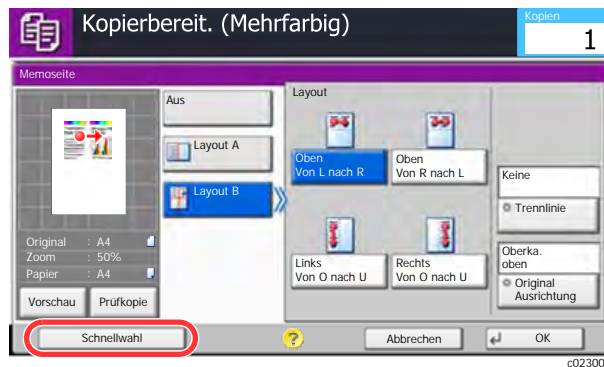 Kopierbereit. (Mehrfarbig)
Kopien
1
Memoseite
Aus
Layout A
Layout B
Layout
Oben
Von L nach R
Oben
Von R nach L
Links
Von O nach U
Rechts
Von O nach U
Keine
Trennlinie
Oberka.
oben
Original
Ausrichtung
Original : A4
Zoom : 50%
Papier : A4
Vorschau
Prüfkopie
Schnellwahl
?
Abbrechen
OK
c02300